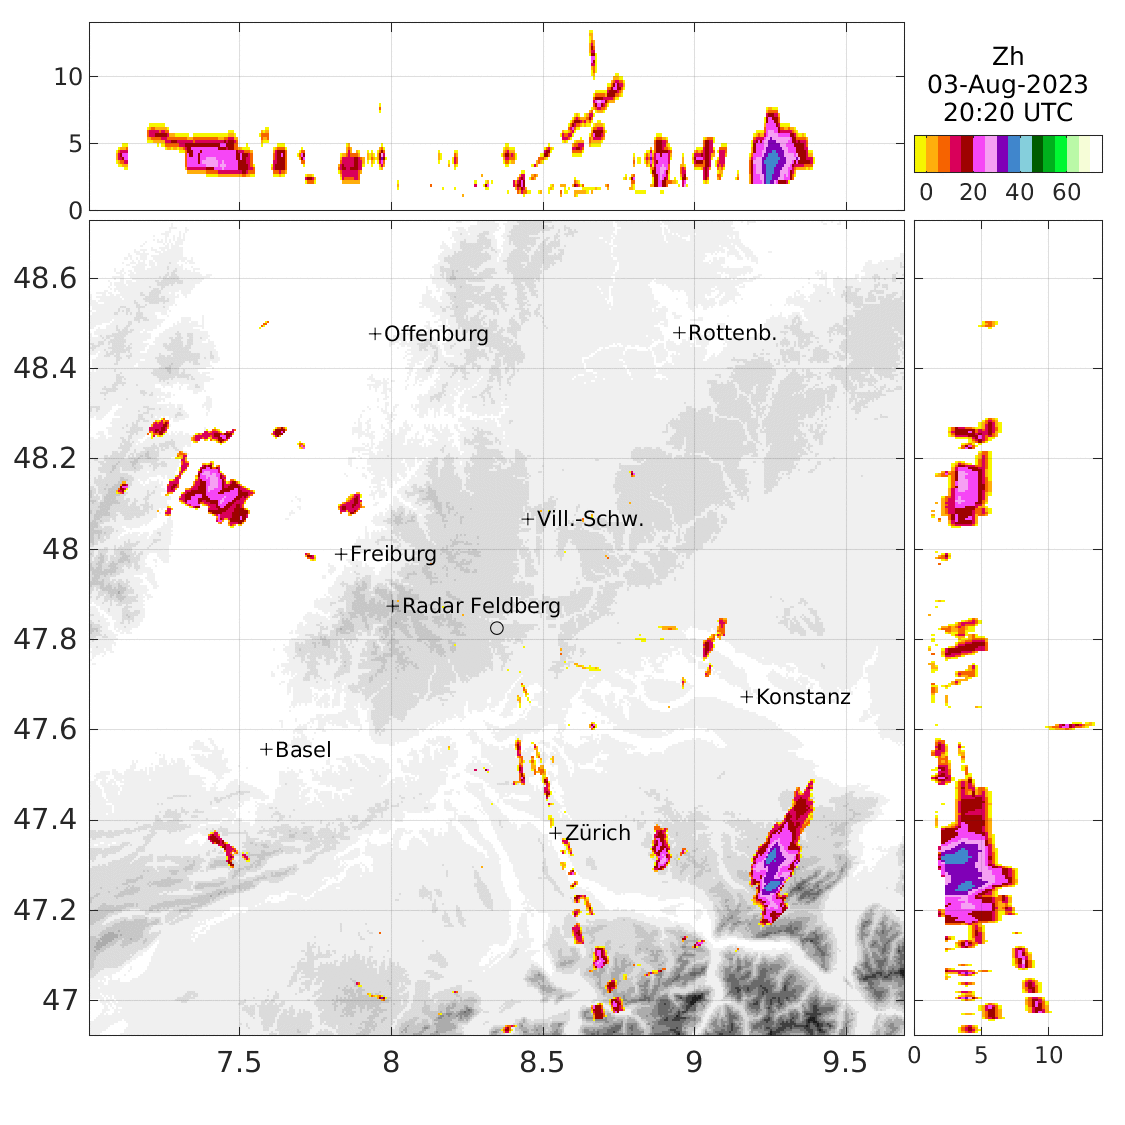 10
5
0
Zh
03-Aug-2023
20:20 UTC
0 20 40 60
48.6
48.4
48.2
48
47.8
47.6
47.4
47.2
47
+Offenburg
+Rottenb.
+Vill.-Schw.
+Freiburg
+Radar Feldberg
+Konstanz
+Basel
+Zürich
7.5 8 8.5 9 9.5
0 5 10